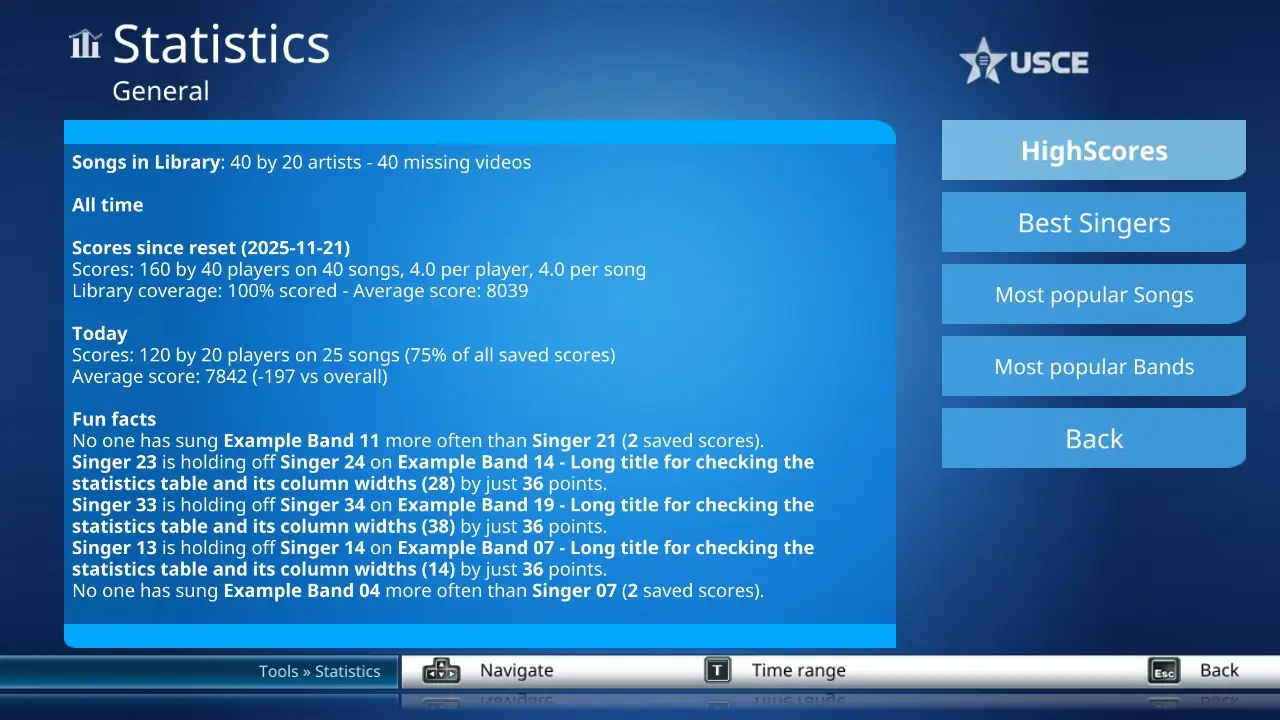 Statistics
General
USCE
Songs in Library: 40 by 20 artists - 40 missing videos
All time
Scores since reset (2025-11-21)
Scores: 160 by 40 players on 40 songs, 4.0 per player, 4.0 per song
Library coverage: 100% scored - Average score: 8039
Today
Scores: 120 by 20 players on 25 songs (75% of all saved scores)
Average score: 7842 (-197 vs overall)
Fun facts
No one has sung Example Band 11 more often than Singer 21 (2 saved scores).
Singer 23 is holding off Singer 24 on Example Band 14 - Long title for checking the
statistics table and its column widths (28) by just 36 points.
Singer 33 is holding off Singer 34 on Example Band 19 - Long title for checking the
statistics table and its column widths (38) by just 36 points.
Singer 13 is holding off Singer 14 on Example Band 07 - Long title for checking the
statistics table and its column widths (14) by just 36 points.
No one has sung Example Band 04 more often than Singer 07 (2 saved scores).
HighScores
Best Singers
Most popular Songs
Most popular Bands
Back
Tools » Statistics
Navigate
T
Time range
Esc
Back